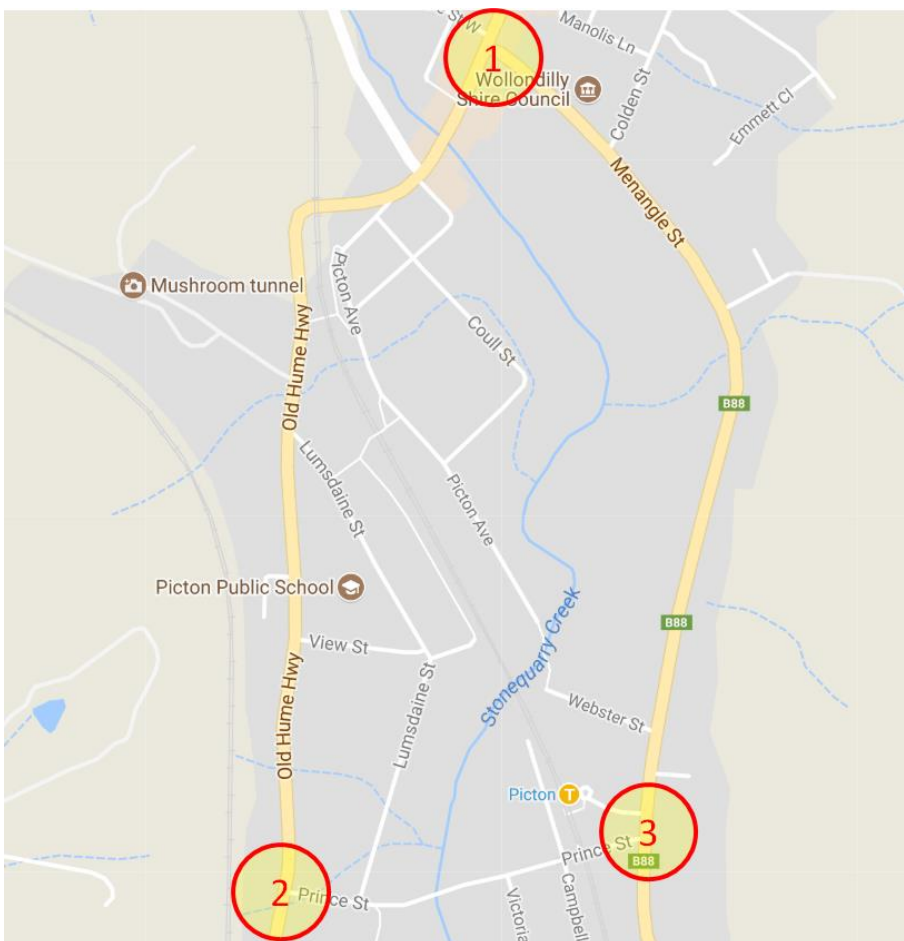 St W
1
Manolis Ln
Wollondilly
Shire Council
Colden St
Emmett Cl
Menangle St
Mushroom tunnel
Picton Ave
Old Hume Hwy
Coull St
B88
Lumsdaine St
Picton Ave
Picton Public School
Stonequarry Creek
B88
View St
Old Hume Hwy
Lumsdaine St
Webster St
Picton
T
3
Prince St
B88
2
Prince St
Victoria
Campbell